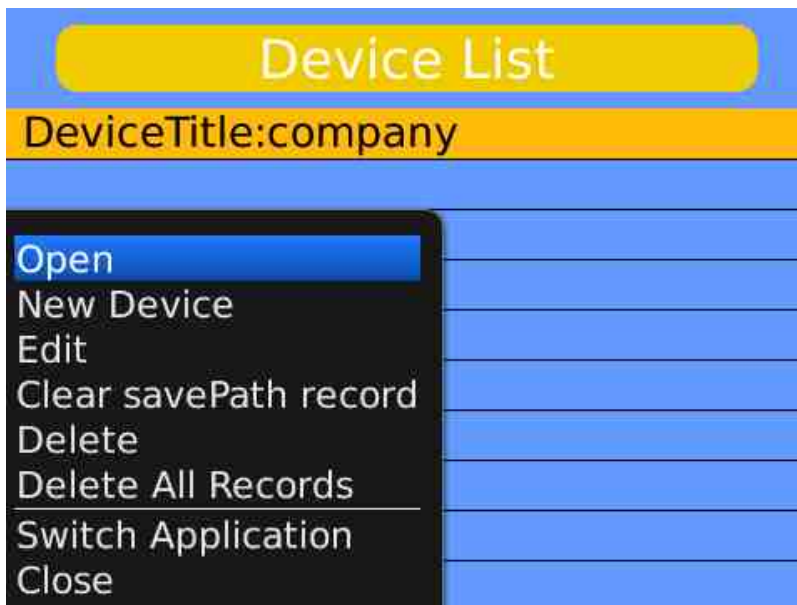 Device List
DeviceTitle:company
Open
New Device
Edit
Clear savePath record
Delete
Delete All Records
Switch Application
Close